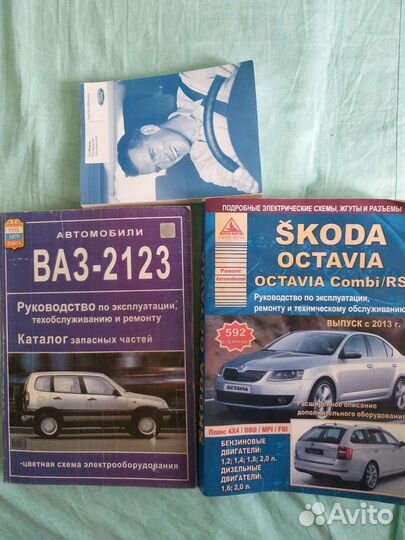 Ford
АВТОМОБИЛИ
ВАЗ-2123
Руководство по эксплуатации,
техобслуживанию и ремонту
Каталог запасных частей
-цветная схема электрооборудования
ПОДРОБНЫЕ ЭЛЕКТРИЧЕСКИЕ СХЕМЫ, ЖГУТЫ И РАЗЪЕМЫ
ŠKODA
OCTAVIA
OCTAVIA Combi/RS
Ремонт
Автомобилей
Руководство по эксплуатации,
ремонту и техническому обслуживанию
ВЫПУСК с 2013 г.
592
страницы
OCTAVIA
Расширенное описание
дополнительного оборудования
Плюс 4X4 / DSG / MPI / FSI
БЕНЗИНОВЫЕ
ДВИГАТЕЛИ:
1,2; 1,4; 1,8; 2,0 л.
ДИЗЕЛЬНЫЕ
ДВИГАТЕЛИ:
1,6; 2,0 л.
Avito